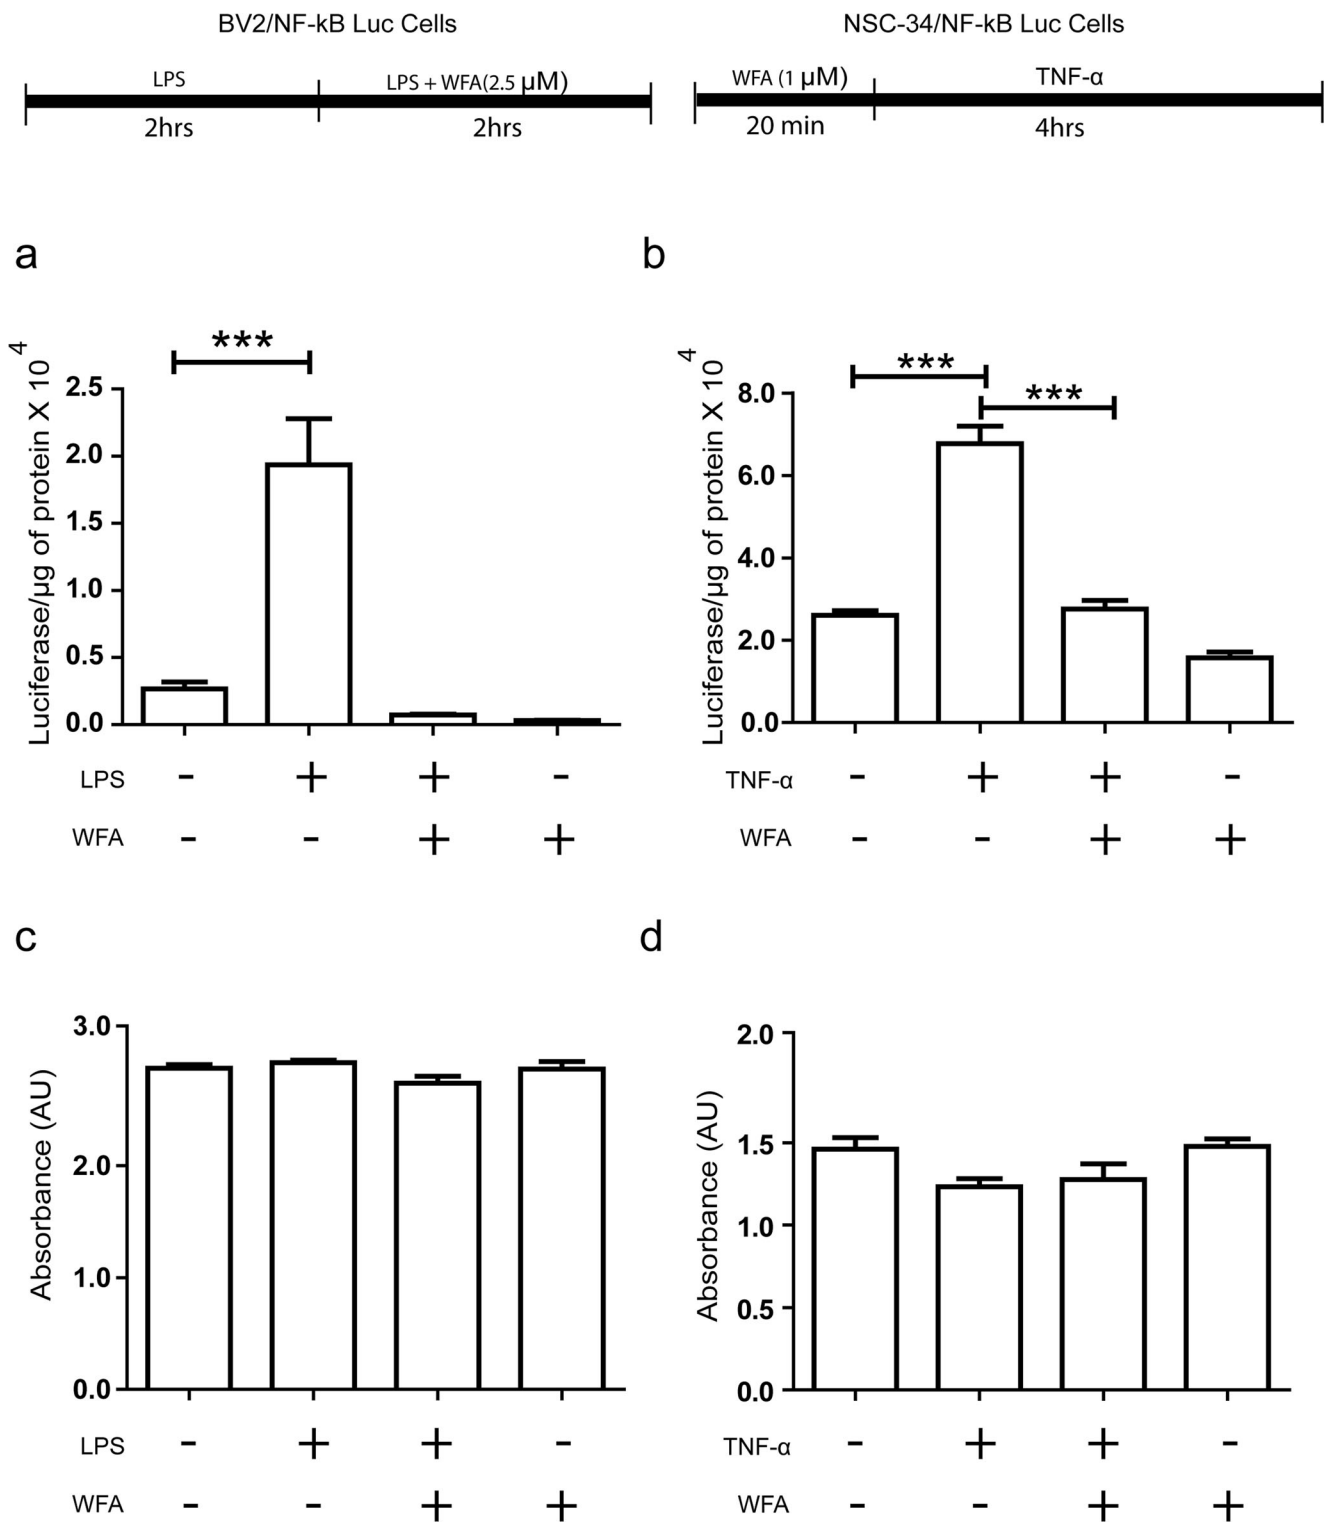 BV2/NF-kB Luc Cells
NSC-34/NF-kB Luc Cells
LPS
LPS + WFA(2.5 µM)
WFA (1 µM)
TNF-α
2hrs
2hrs
20 min
4hrs
a
b
***
Luciferase/µg of protein X 10 4
2.5
2.0
1.5
1.0
0.5
0.0
LPS - + + -
WFA - - + +
***
***
Luciferase/µg of protein X 10 4
8.0
6.0
4.0
2.0
0.0
TNF-α - + + -
WFA - - + +
c
d
Absorbance (AU)
3.0
2.0
1.0
0.0
LPS - + + -
WFA - - + +
Absorbance (AU)
2.0
1.5
1.0
0.5
0.0
TNF-α - + + -
WFA - - + +